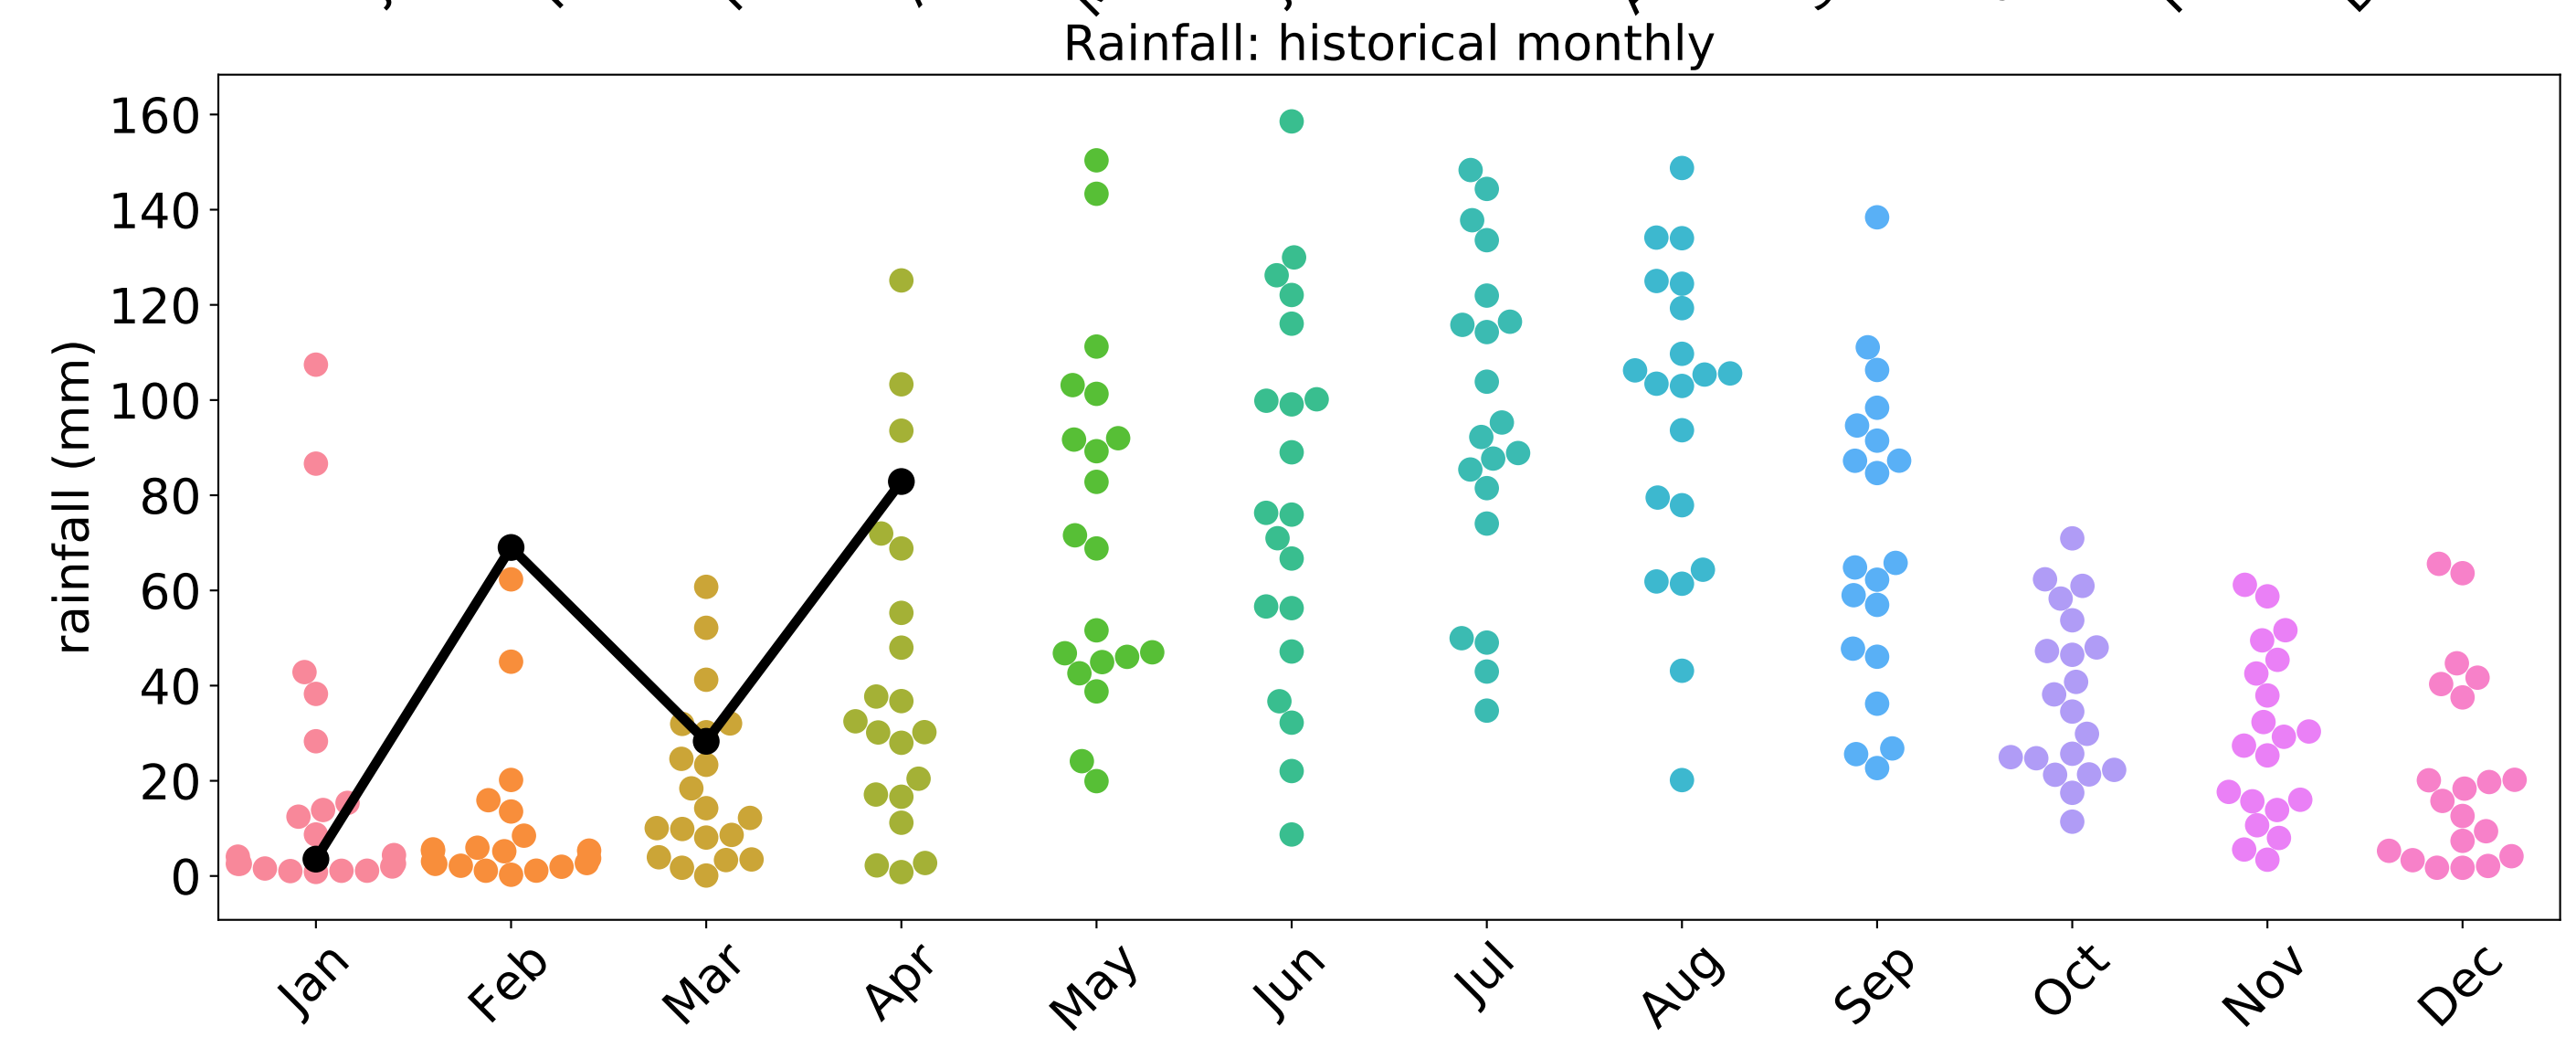 Rainfall: historical monthly
rainfall (mm)
160
140
120
100
80
60
40
20
0
Jan
Feb
Mar
Apr
May
Jun
Jul
Aug
Sep
Oct
Nov
Dec